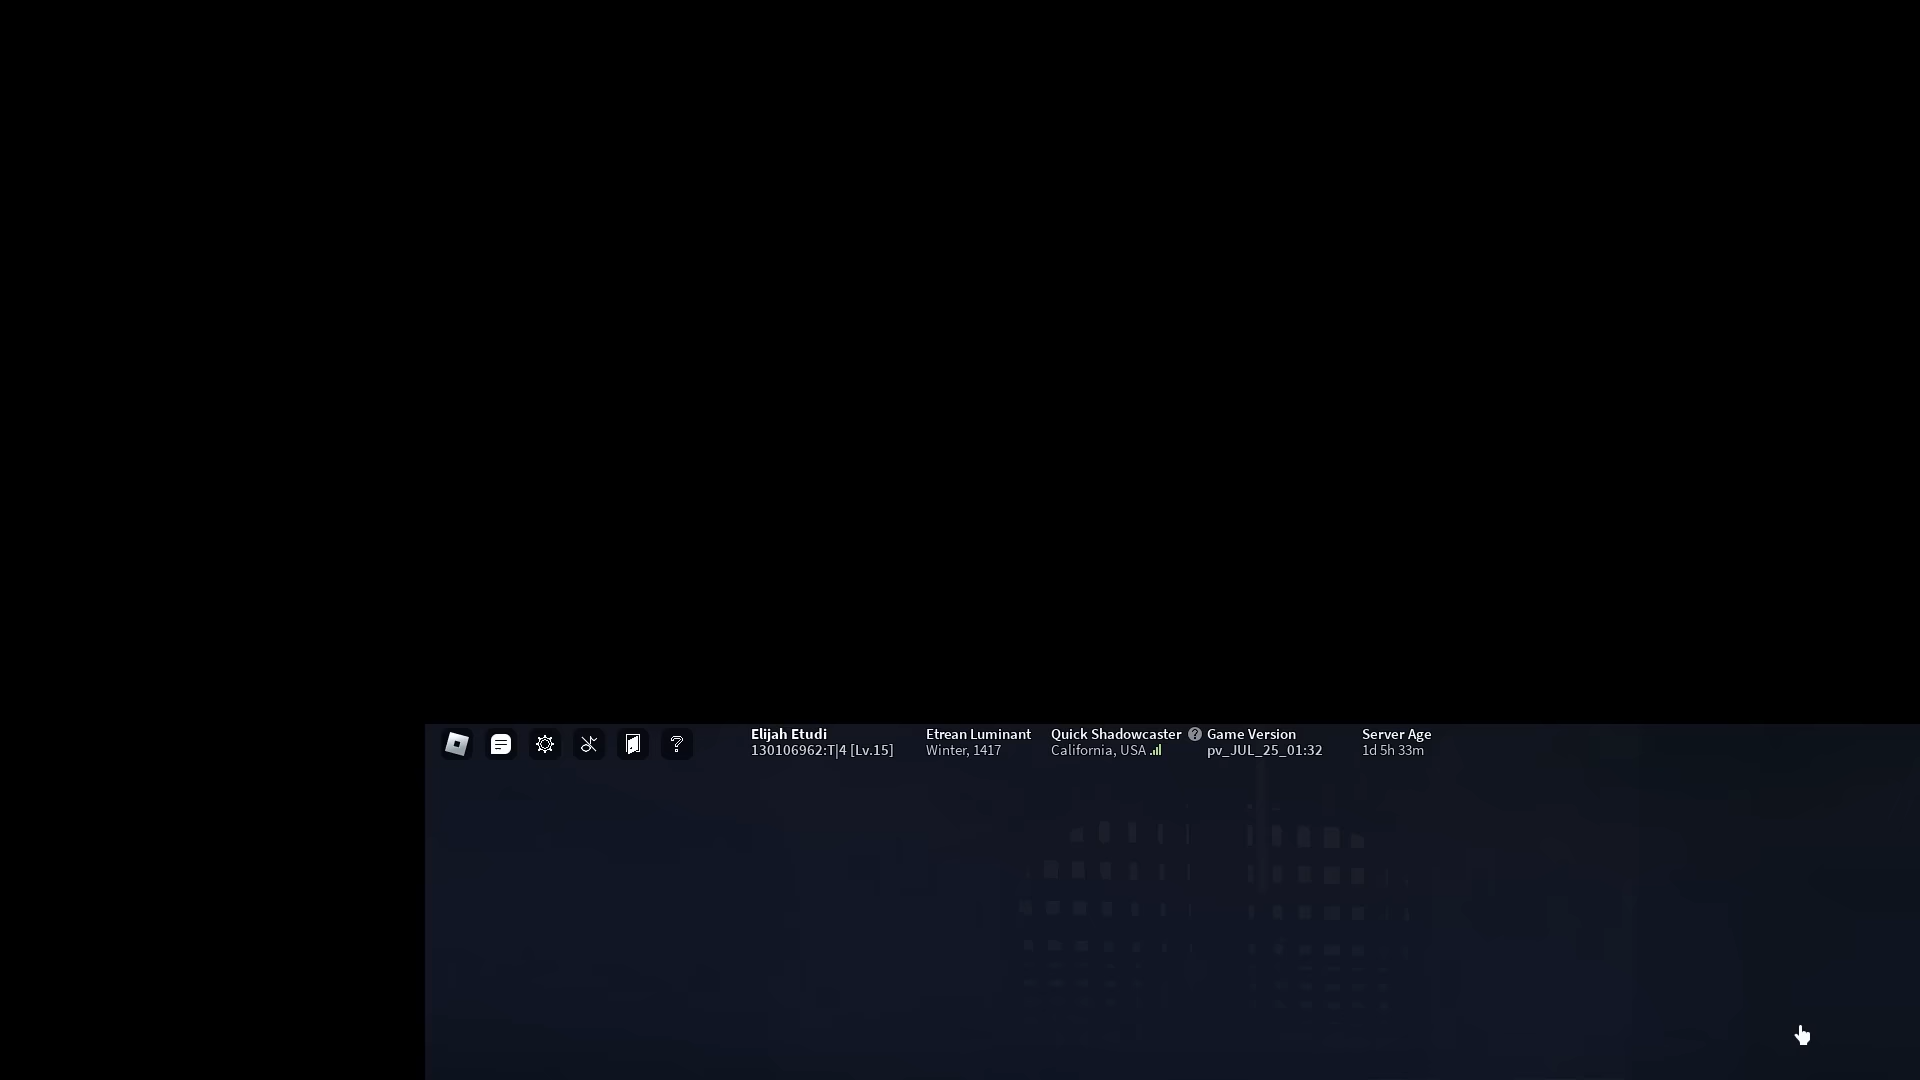 Elijah Etudi
130106962:T|4 [Lv.15]
Etrean Luminant
Winter, 1417
Quick Shadowcaster
California, USA
Game Version
pv_JUL_25_01:32
Server Age
1d 5h 33m